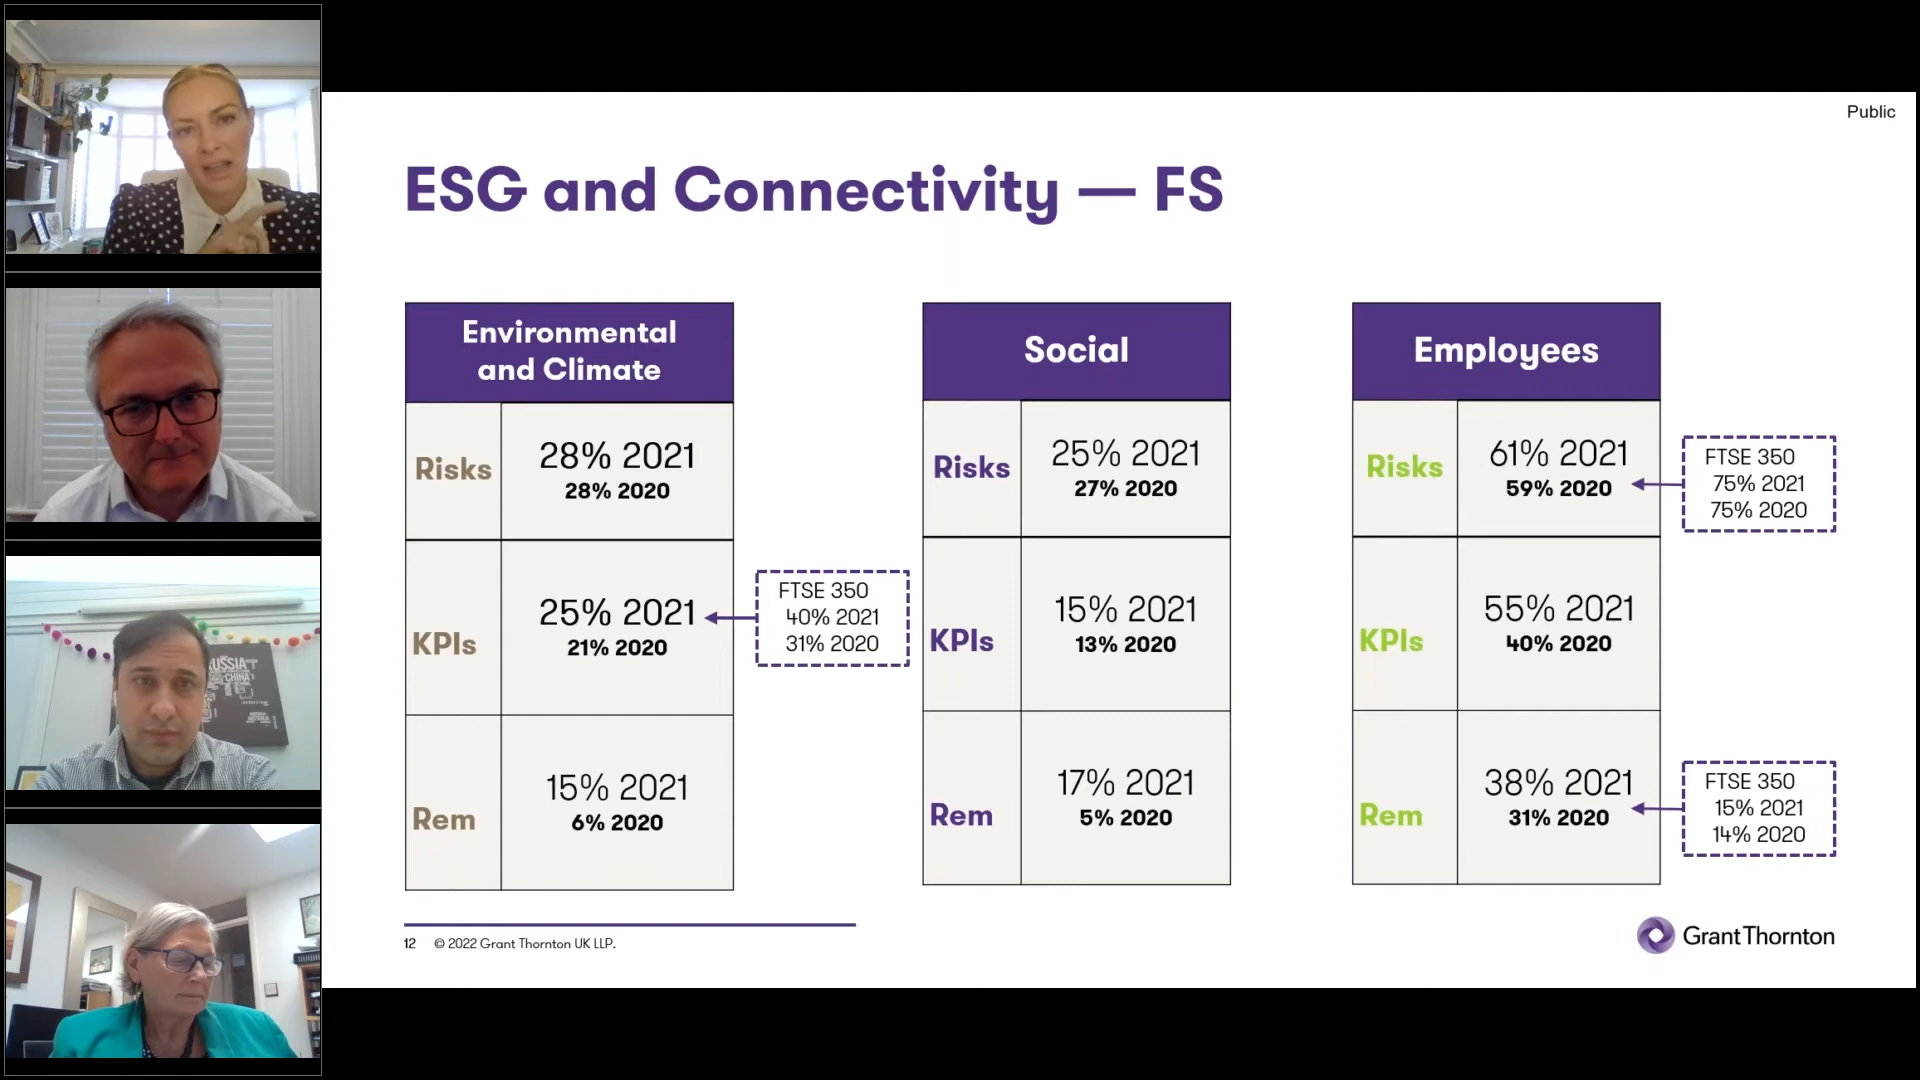 Public
ESG and Connectivity — FS
Environmental
and Climate
Risks
28% 2021
28% 2020
KPIs
25% 2021
21% 2020
Rem
15% 2021
6% 2020
FTSE 350
40% 2021
31% 2020
Social
Risks
25% 2021
27% 2020
KPIs
15% 2021
13% 2020
Rem
17% 2021
5% 2020
Employees
Risks
61% 2021
59% 2020
KPIs
55% 2021
40% 2020
Rem
38% 2021
31% 2020
FTSE 350
75% 2021
75% 2020
FTSE 350
15% 2021
14% 2020
12 © 2022 Grant Thornton UK LLP.
Grant Thornton
RUSSIA
CHINA